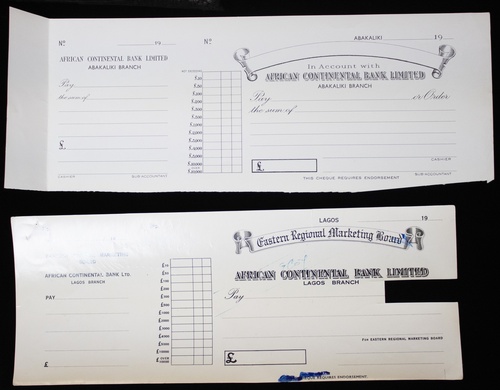 Nº 19
AFRICAN CONTINENTAL BANK LIMITED
ABAKALIKI BRANCH
Pay
the sum of
£
CASHIER SUB-ACCOUNTANT
Nº ABAKALIKI 19
In Account with
AFRICAN CONTINENTAL BANK LIMITED
ABAKALIKI BRANCH
Pay or Order
the sum of
CASHIER
£
SUB-ACCOUNTANT
THIS CHEQUE REQUIRES ENDORSEMENT
AFRICAN CONTINENTAL BANK LTD.
LAGOS BRANCH
PAY
£
LAGOS 19
Eastern Regional Marketing Board
AFRICAN CONTINENTAL BANK LIMITED
LAGOS BRANCH
Pay
FOR EASTERN REGIONAL MARKETING BOARD
£
REQUIRES ENDORSEMENT